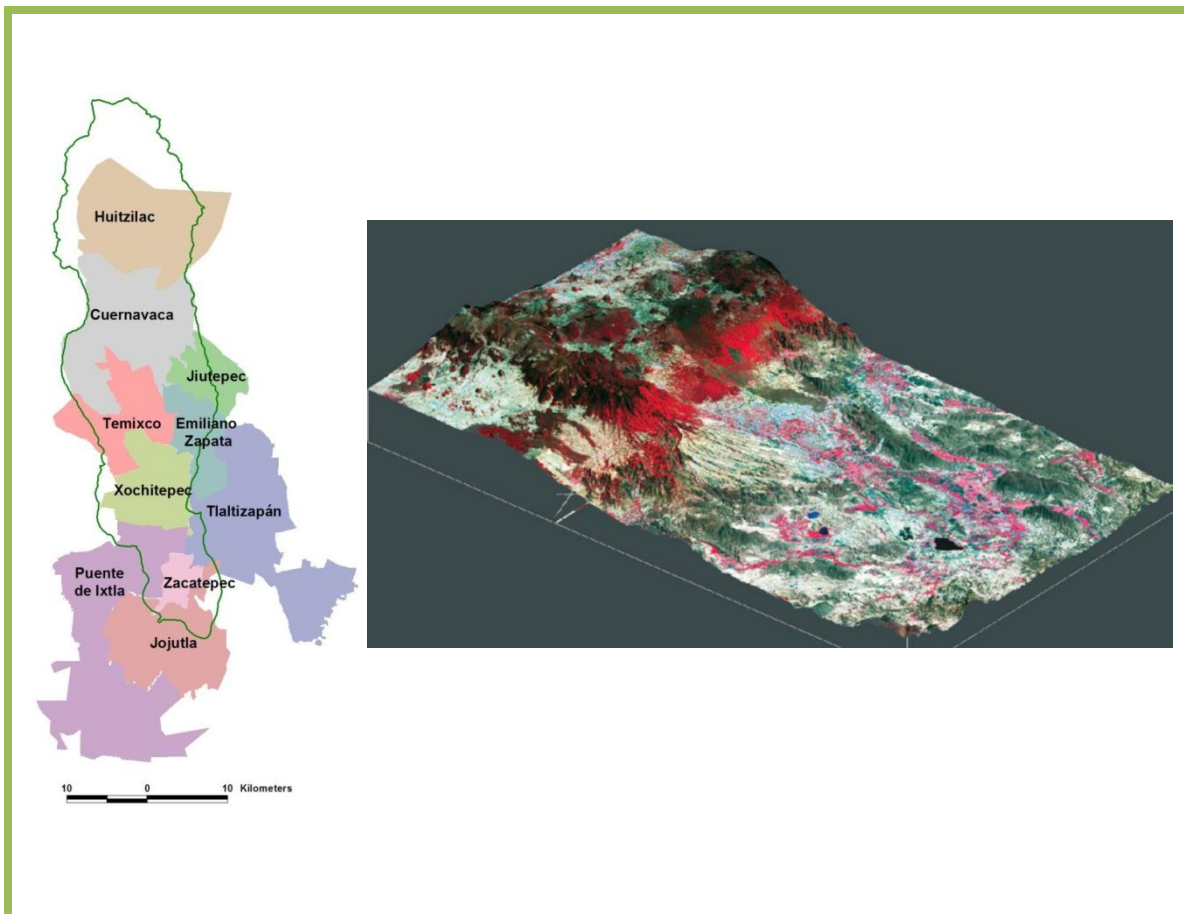 Huitzilac
Cuernavaca
Jiutepec
Temixco
Emiliano
Zapata
Xochitepec
Tlaltizapán
Puente
de Ixtla
Zacatepec
Jojutla
10 0 10 Kilometers